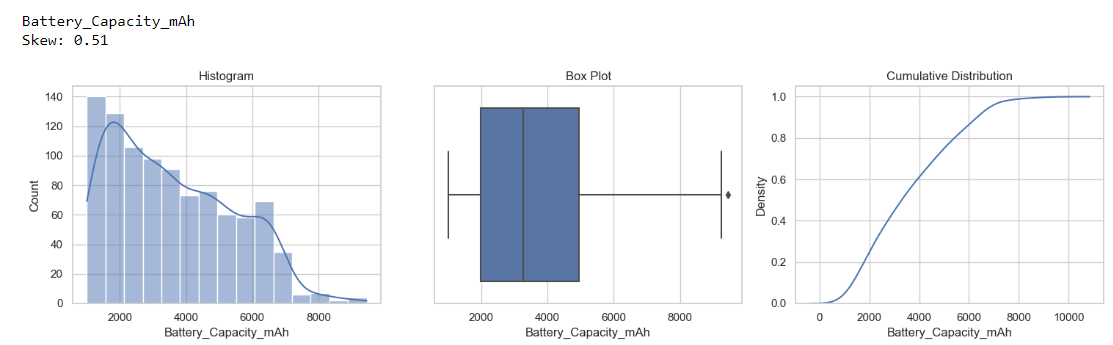 Battery_Capacity_mAh
Skew: 0.51
Histogram
140
120
100
80
60
40
20
0
Count
2000 4000 6000 8000
Battery_Capacity_mAh
Box Plot
2000 4000 6000 8000
Battery_Capacity_mAh
Cumulative Distribution
1.0
0.8
0.6
0.4
0.2
0.0
Density
0 2000 4000 6000 8000 10000
Battery_Capacity_mAh